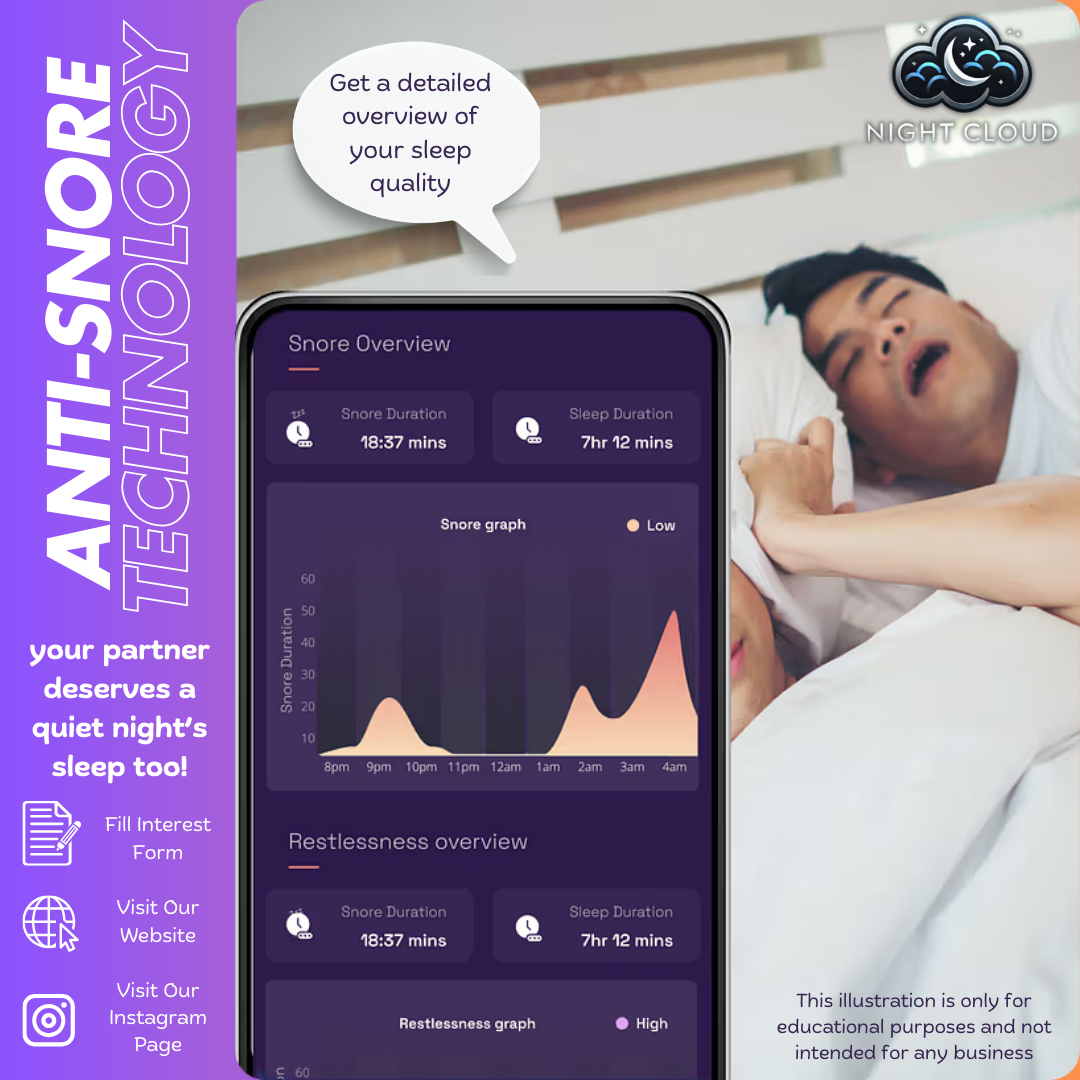 ANTI-SNORE
TECHNOLOGY
your partner
deserves a
quiet night's
sleep too!
Fill Interest
Form
Visit Our
Website
Visit Our
Instagram
Page
Get a detailed
overview of
your sleep
quality
NIGHT CLOUD
Snore Overview
zzz
Snore Duration
18:37 mins
Sleep Duration
7hr 12 mins
Snore graph
Low
Snore Duration
60
50
40
30
20
10
8pm 9pm 10pm 11pm 12am 1am 2am 3am 4am
Restlessness overview
Snore Duration
18:37 mins
Sleep Duration
7hr 12 mins
Restlessness graph
High
60
This illustration is only for
educational purposes and not
intended for any business